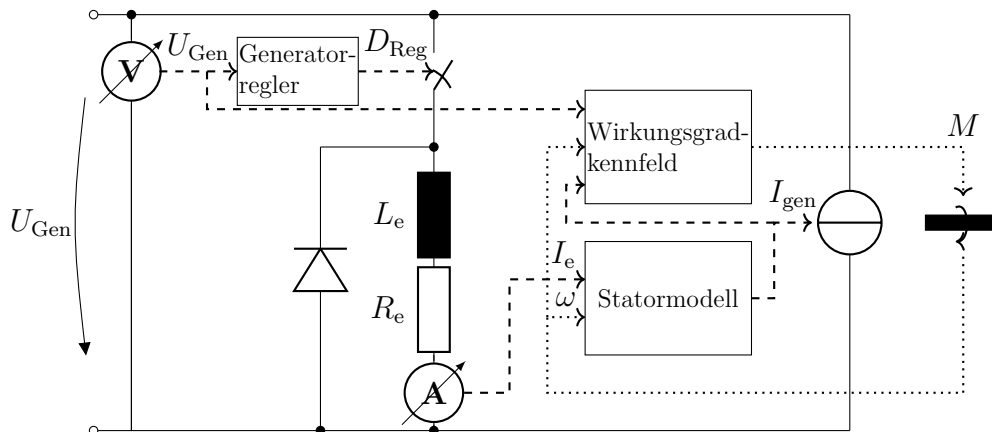 U_Gen
Generator-
regler
D_Reg
V
Wirkungsgrad-
kennfeld
M
U_Gen
L_e
I_gen
I_e
R_e
ω
Statormodell
A